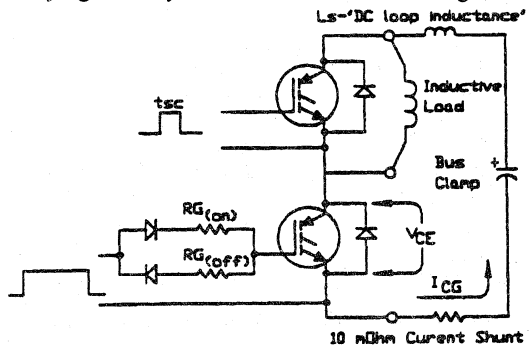 Ls-'DC loop inductance'
tsc
Inductive
Load
Bus
Clamp
+
RG(on)
RG(off)
VCE
ICG
10 mOhm Curent Shunt